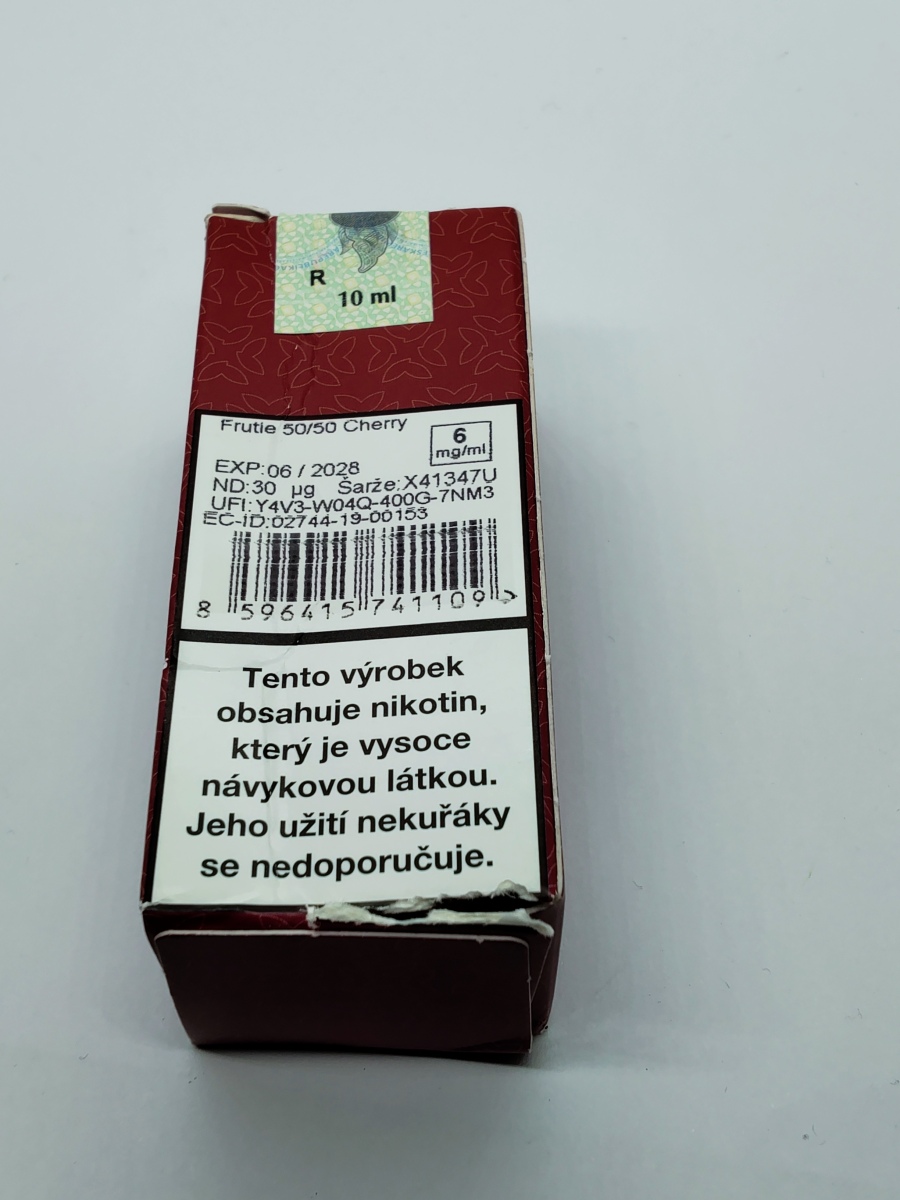 R
10 ml
Frutie 50/50 Cherry
6
mg/ml
EXP:06 / 2028
ND:30 µg Šarže:X41347U
UFI:Y4V3-W04Q-400G-7NM3
EC-ID:02744-19-00153
8 596415 741109 >
Tento výrobek
obsahuje nikotin,
který je vysoce
návykovou látkou.
Jeho užití nekuřáky
se nedoporučuje.